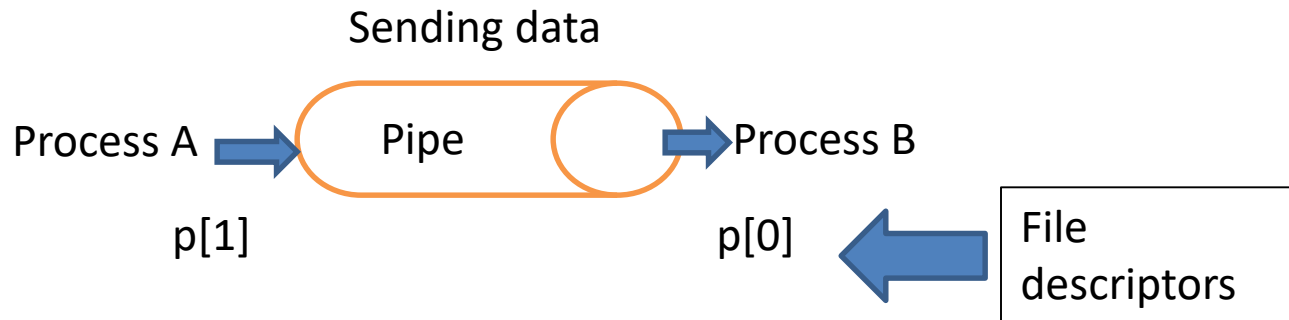 Sending data
Process A
Pipe
Process B
p[1]
p[0]
File
descriptors